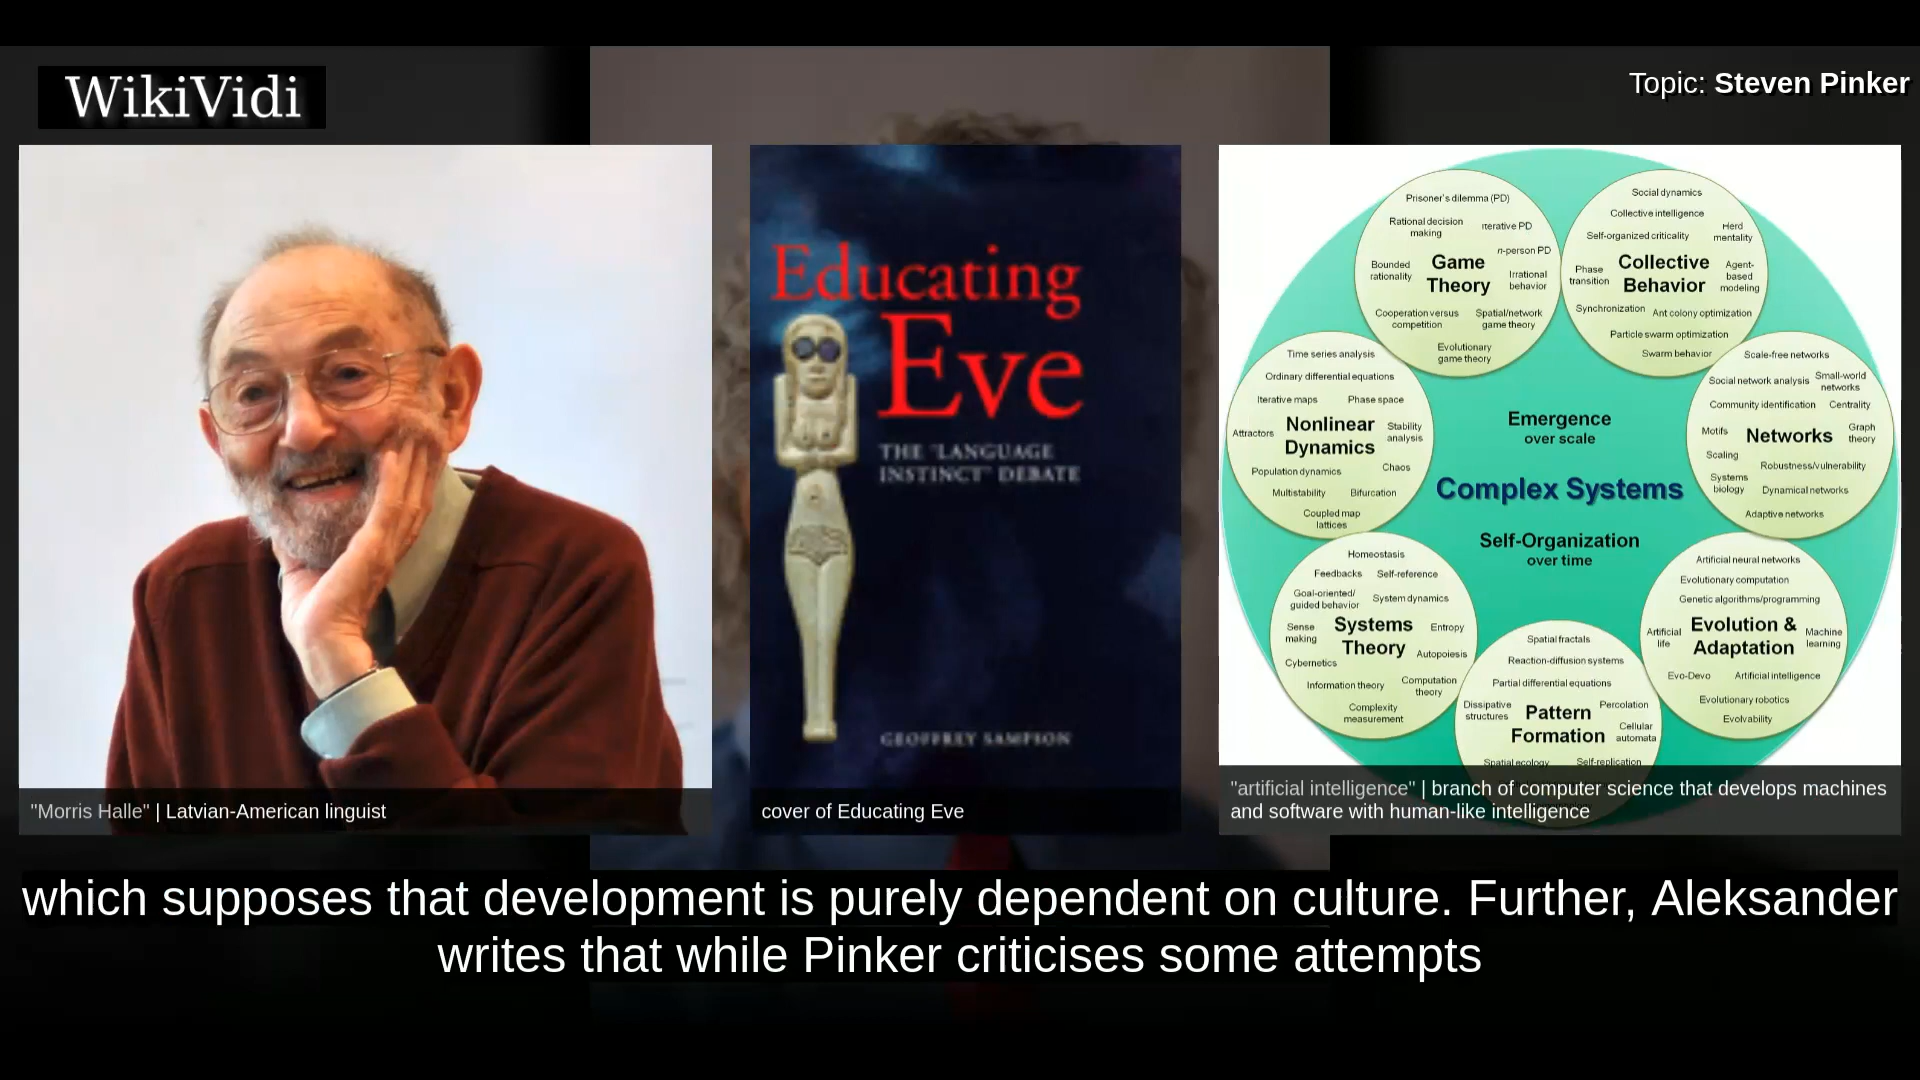 WikiVidi
Topic: Steven Pinker
"Morris Halle" | Latvian-American linguist
Educating
Eve
THE "LANGUAGE
INSTINCT" DEBATE
GEOFFREY SAMPSON
cover of Educating Eve
Prisoner's dilemma (PD)
Rational decision
making
Iterative PD
n-person PD
Bounded
rationality
Game
Theory
Irrational
behavior
Cooperation versus
competition
Spatial/network
game theory
Evolutionary
game theory
Social dynamics
Collective intelligence
Self-organized criticality
Herd
mentality
Phase
transition
Collective
Behavior
Agent-
based
modeling
Synchronization
Ant colony optimization
Particle swarm optimization
Swarm behavior
Time series analysis
Ordinary differential equations
Iterative maps
Phase space
Attractors
Nonlinear
Dynamics
Stability
analysis
Population dynamics
Chaos
Multistability
Bifurcation
Coupled map
lattices
Emergence
over scale
Complex Systems
Self-Organization
over time
Scale-free networks
Social network analysis
Small-world
networks
Community identification
Centrality
Motifs
Networks
Graph
theory
Scaling
Robustness/vulnerability
Systems
biology
Dynamical networks
Adaptive networks
Homeostasis
Feedbacks
Self-reference
Goal-oriented/
guided behavior
System dynamics
Sense
making
Systems
Theory
Entropy
Autopoiesis
Cybernetics
Information theory
Computation
theory
Complexity
measurement
Spatial fractals
Reaction-diffusion systems
Partial differential equations
Dissipative
structures
Pattern
Formation
Percolation
Cellular
automata
Spatial ecology
Self-replication
Artificial neural networks
Evolutionary computation
Genetic algorithms/programming
Artificial
life
Evolution &
Adaptation
Machine
learning
Evo-Devo
Artificial intelligence
Evolutionary robotics
Evolvability
"artificial intelligence" | branch of computer science that develops machines
and software with human-like intelligence
which supposes that development is purely dependent on culture. Further, Aleksander
writes that while Pinker criticises some attempts